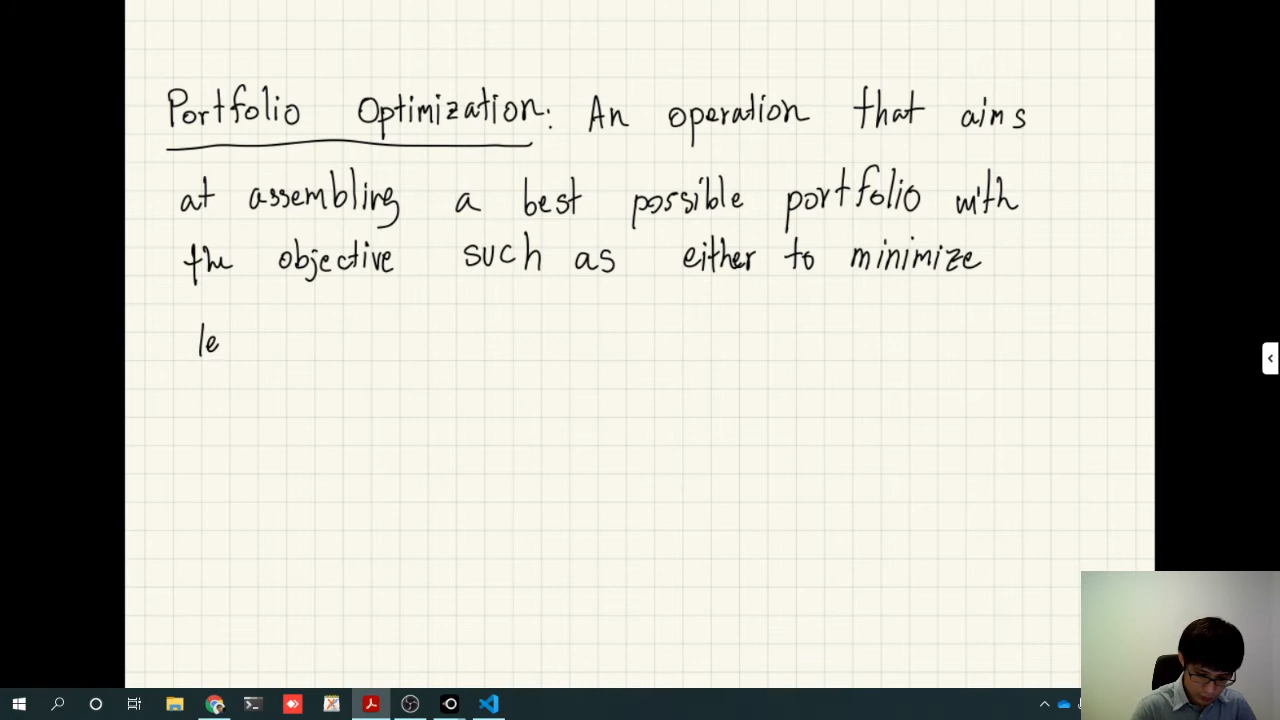 Portfolio Optimization: An operation that aims
at assembling a best possible portfolio with
the objective such as either to minimize
le